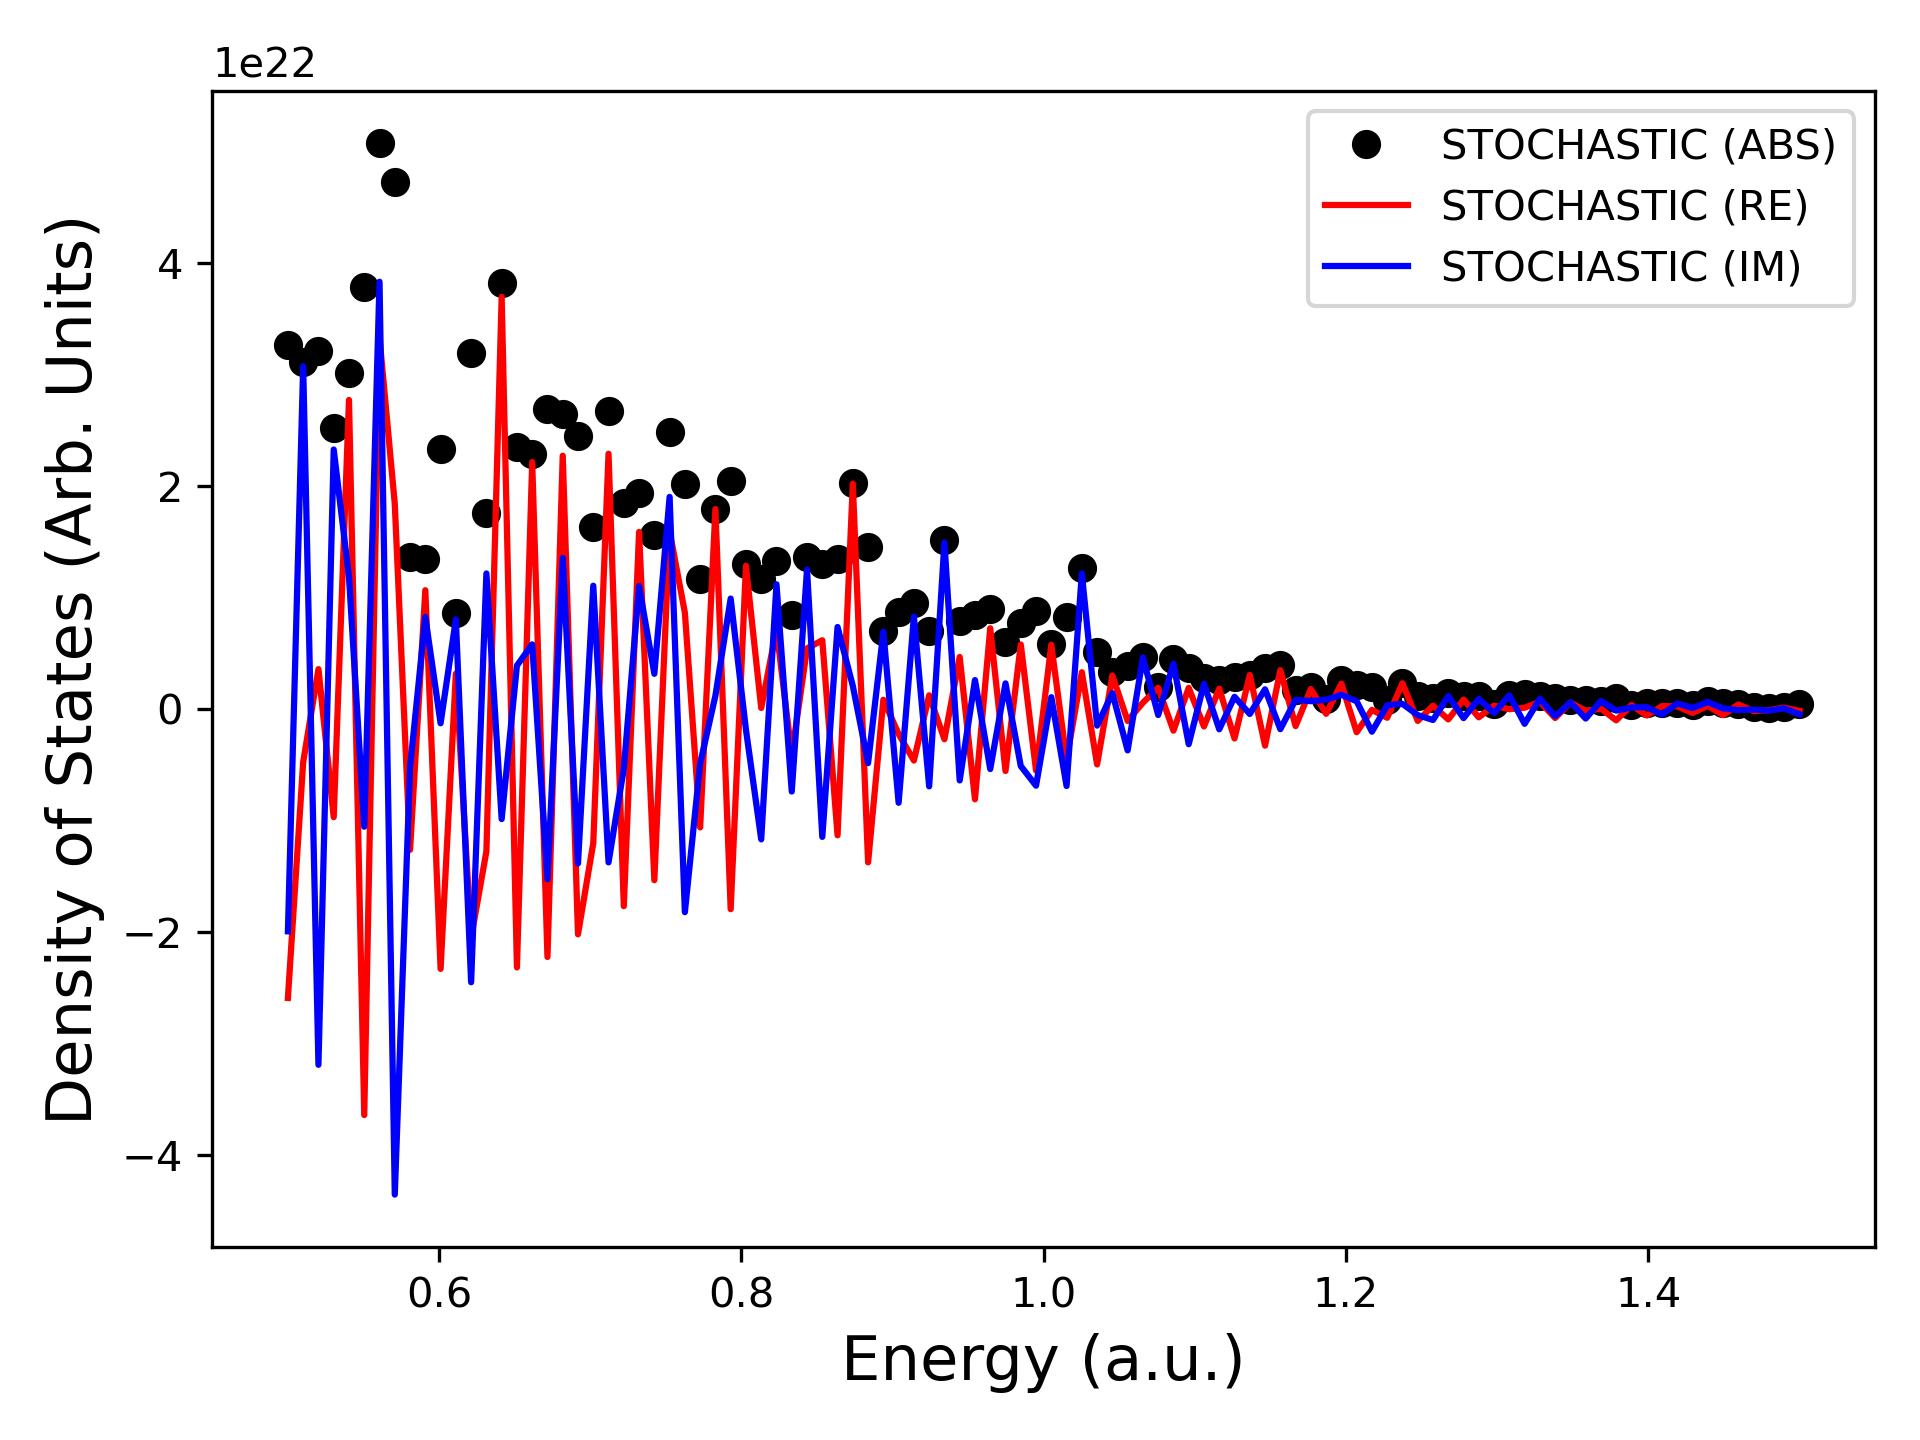 1e22
STOCHASTIC (ABS)
STOCHASTIC (RE)
STOCHASTIC (IM)
Density of States (Arb. Units)
4
2
0
−2
−4
0.6 0.8 1.0 1.2 1.4
Energy (a.u.)